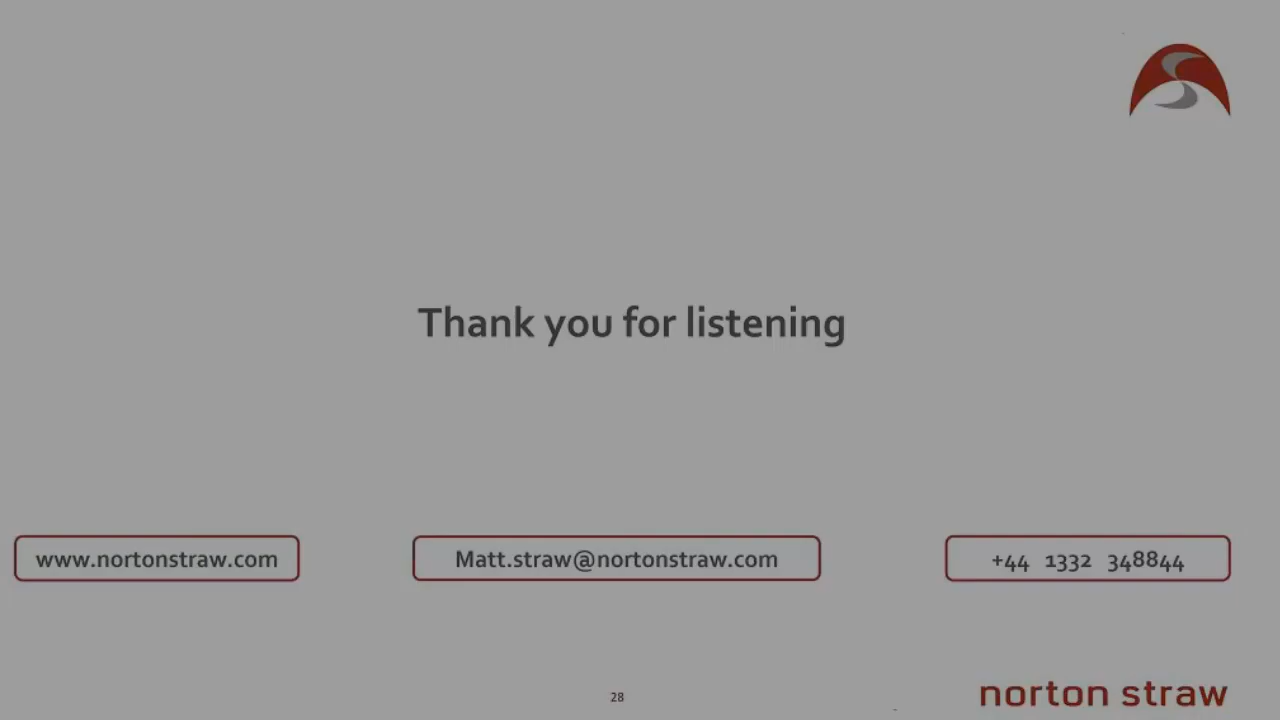 Thank you for listening
www.nortonstraw.com
Matt.straw@nortonstraw.com
+44 1332 348844
28
norton straw